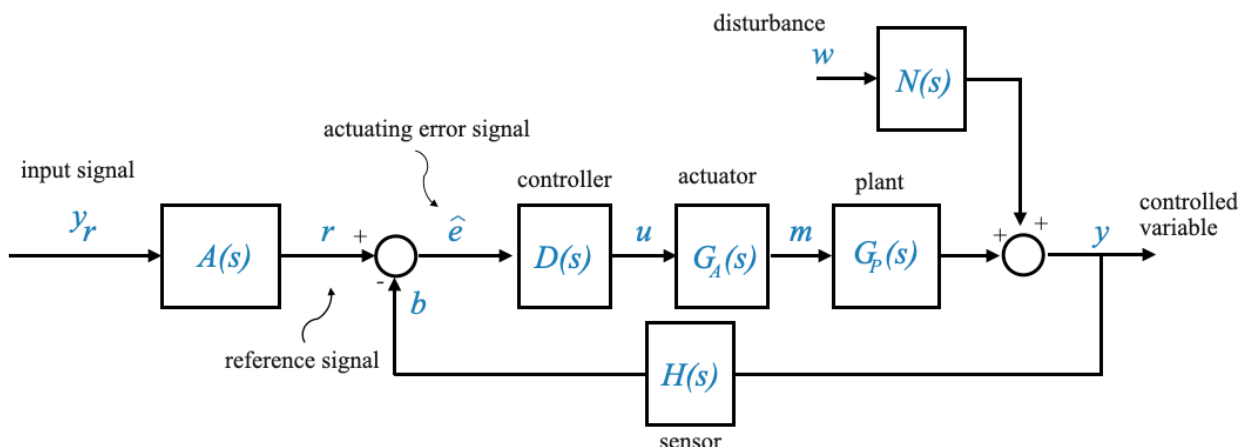 disturbance
w
N(s)
actuating error signal
input signal
controller
actuator
plant
controlled
variable
y_r
A(s)
r
+
ê
D(s)
u
G_A(s)
m
G_P(s)
+
+
y
-
b
reference signal
H(s)
sensor